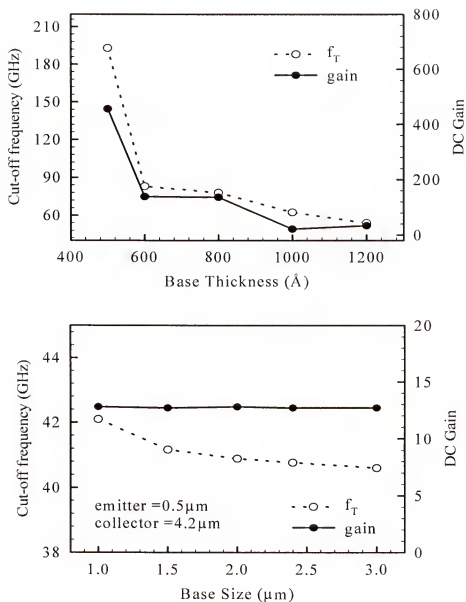 210
180
150
120
90
60
Cut-off frequency (GHz)
f_T
gain
800
600
400
200
0
DC Gain
400 600 800 1000 1200
Base Thickness (Å)
44
42
40
38
Cut-off frequency (GHz)
emitter =0.5µm
collector =4.2µm
f_T
gain
20
15
10
5
0
DC Gain
1.0 1.5 2.0 2.5 3.0
Base Size (µm)